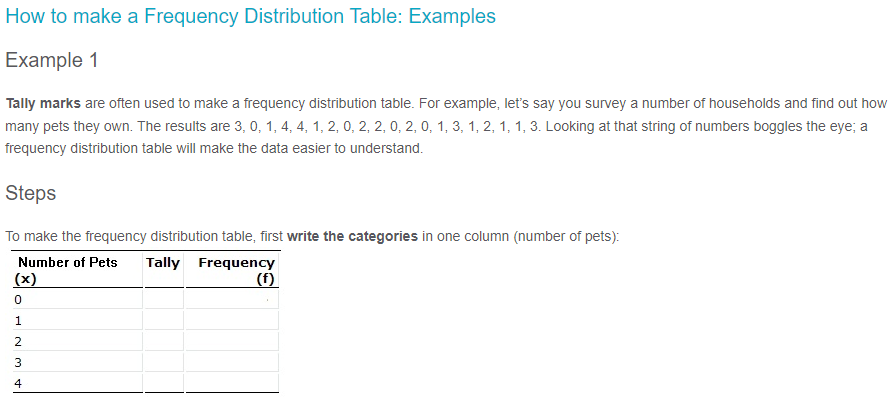 How to make a Frequency Distribution Table: Examples
Example 1
Tally marks are often used to make a frequency distribution table. For example, let’s say you survey a number of households and find out how
many pets they own. The results are 3, 0, 1, 4, 4, 1, 2, 0, 2, 2, 0, 2, 0, 1, 3, 1, 2, 1, 1, 3. Looking at that string of numbers boggles the eye; a
frequency distribution table will make the data easier to understand.
Steps
To make the frequency distribution table, first write the categories in one column (number of pets):
Number of Pets Tally Frequency
(x) (f)
0
1
2
3
4